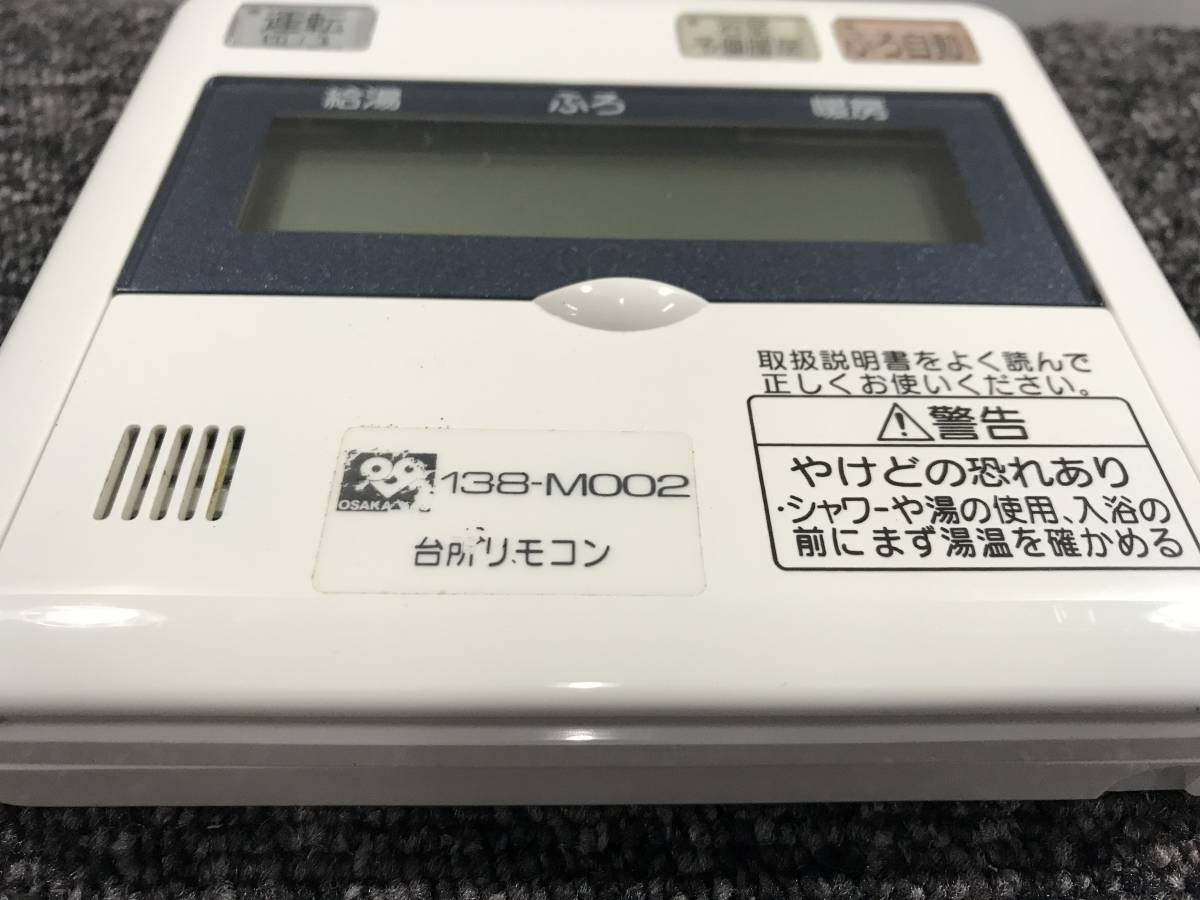 運転
切/入
ふろ自動
給湯 ふろ 暖房
取扱説明書をよく読んで
正しくお使いください。
警告
やけどの恐れあり
・シャワーや湯の使用、入浴の
前にまず湯温を確かめる
OSAKA
138-M002
台所リモコン